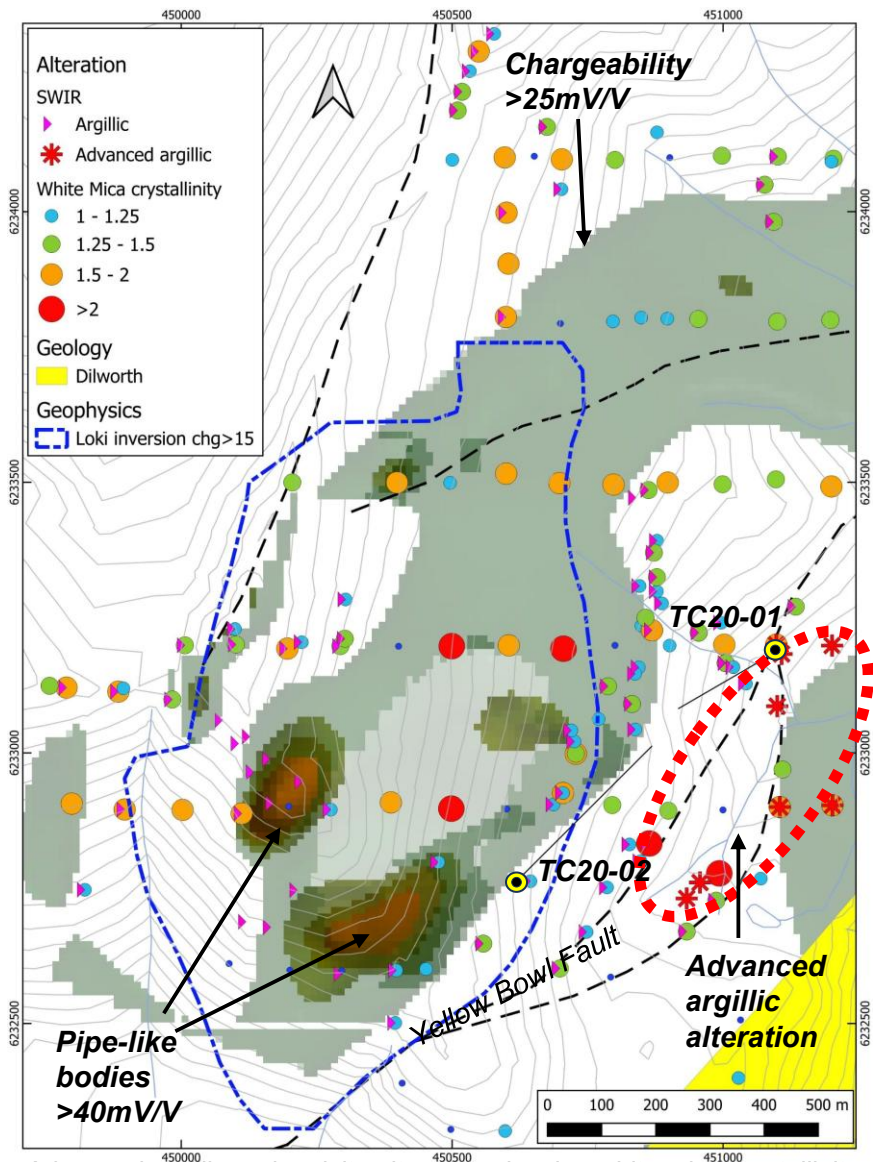 450000 450500 451000
Alteration
SWIR
Argillic
Advanced argillic
White Mica crystallinity
1 - 1.25
1.25 - 1.5
1.5 - 2
>2
Geology
Dilworth
Geophysics
Loki inversion chg>15
Chargeability
>25mV/V
6234000
6234000
6233500
6233500
TC20-01
6233000
6233000
TC20-02
Yellow Bowl Fault
Advanced
argillic
alteration
6232500
6232500
Pipe-like
bodies
>40mV/V
0 100 200 300 400 500 m
450000 450500 451000